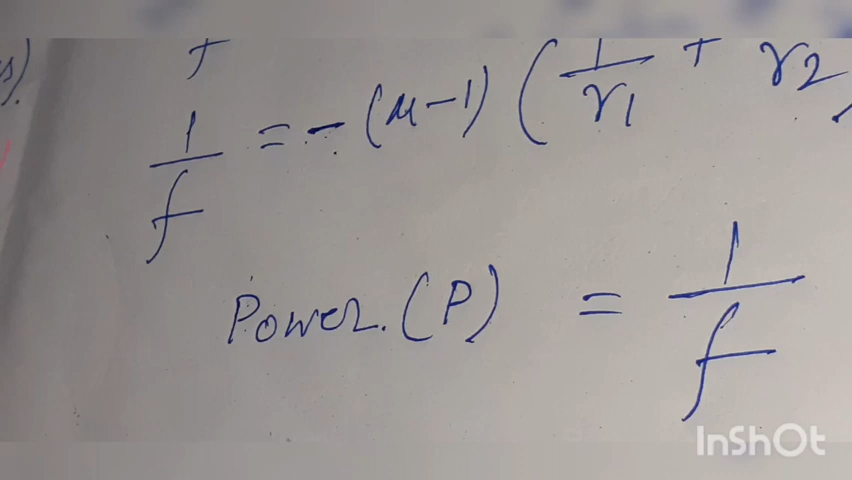 1/f = -(μ-1) (1/r1 + r2)
Power.(P) = 1/f
InShOt